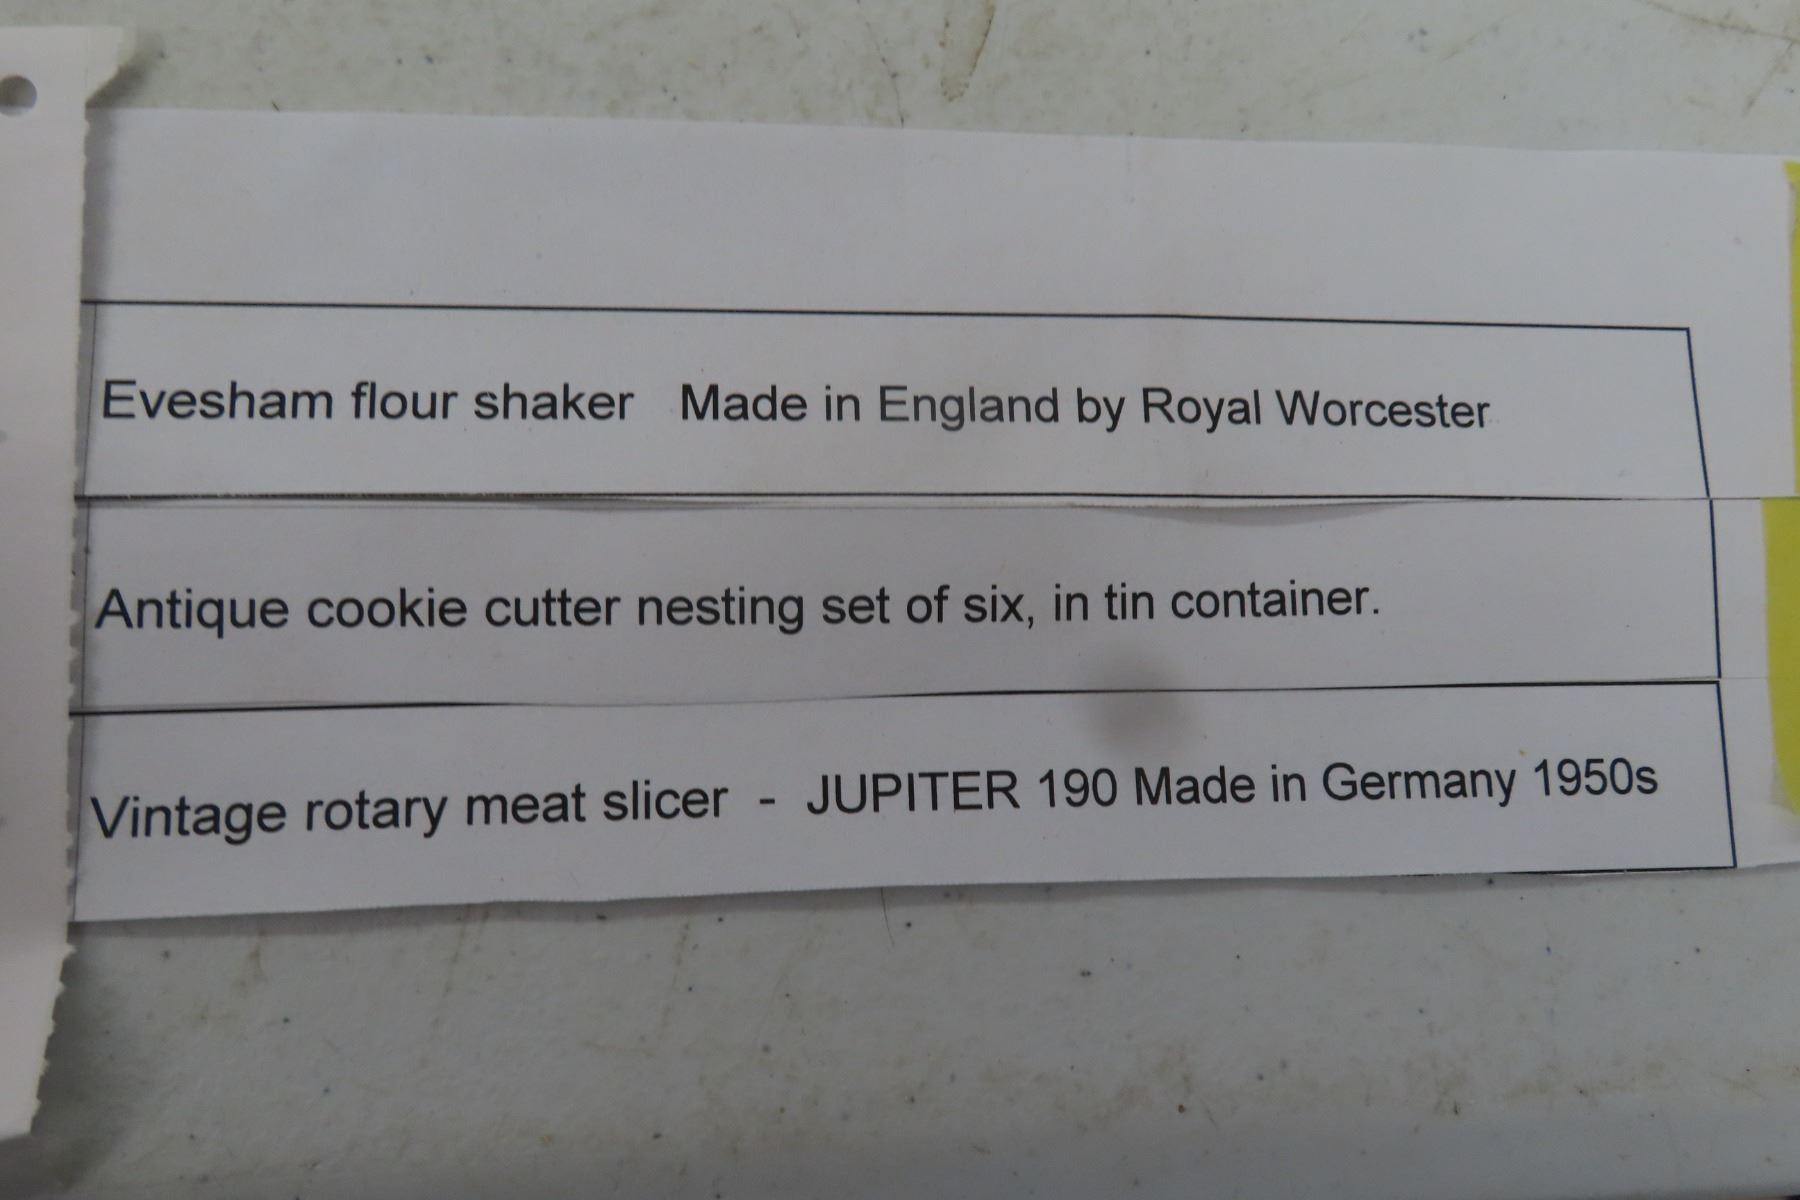 Evesham flour shaker Made in England by Royal Worcester
Antique cookie cutter nesting set of six, in tin container.
Vintage rotary meat slicer - JUPITER 190 Made in Germany 1950s